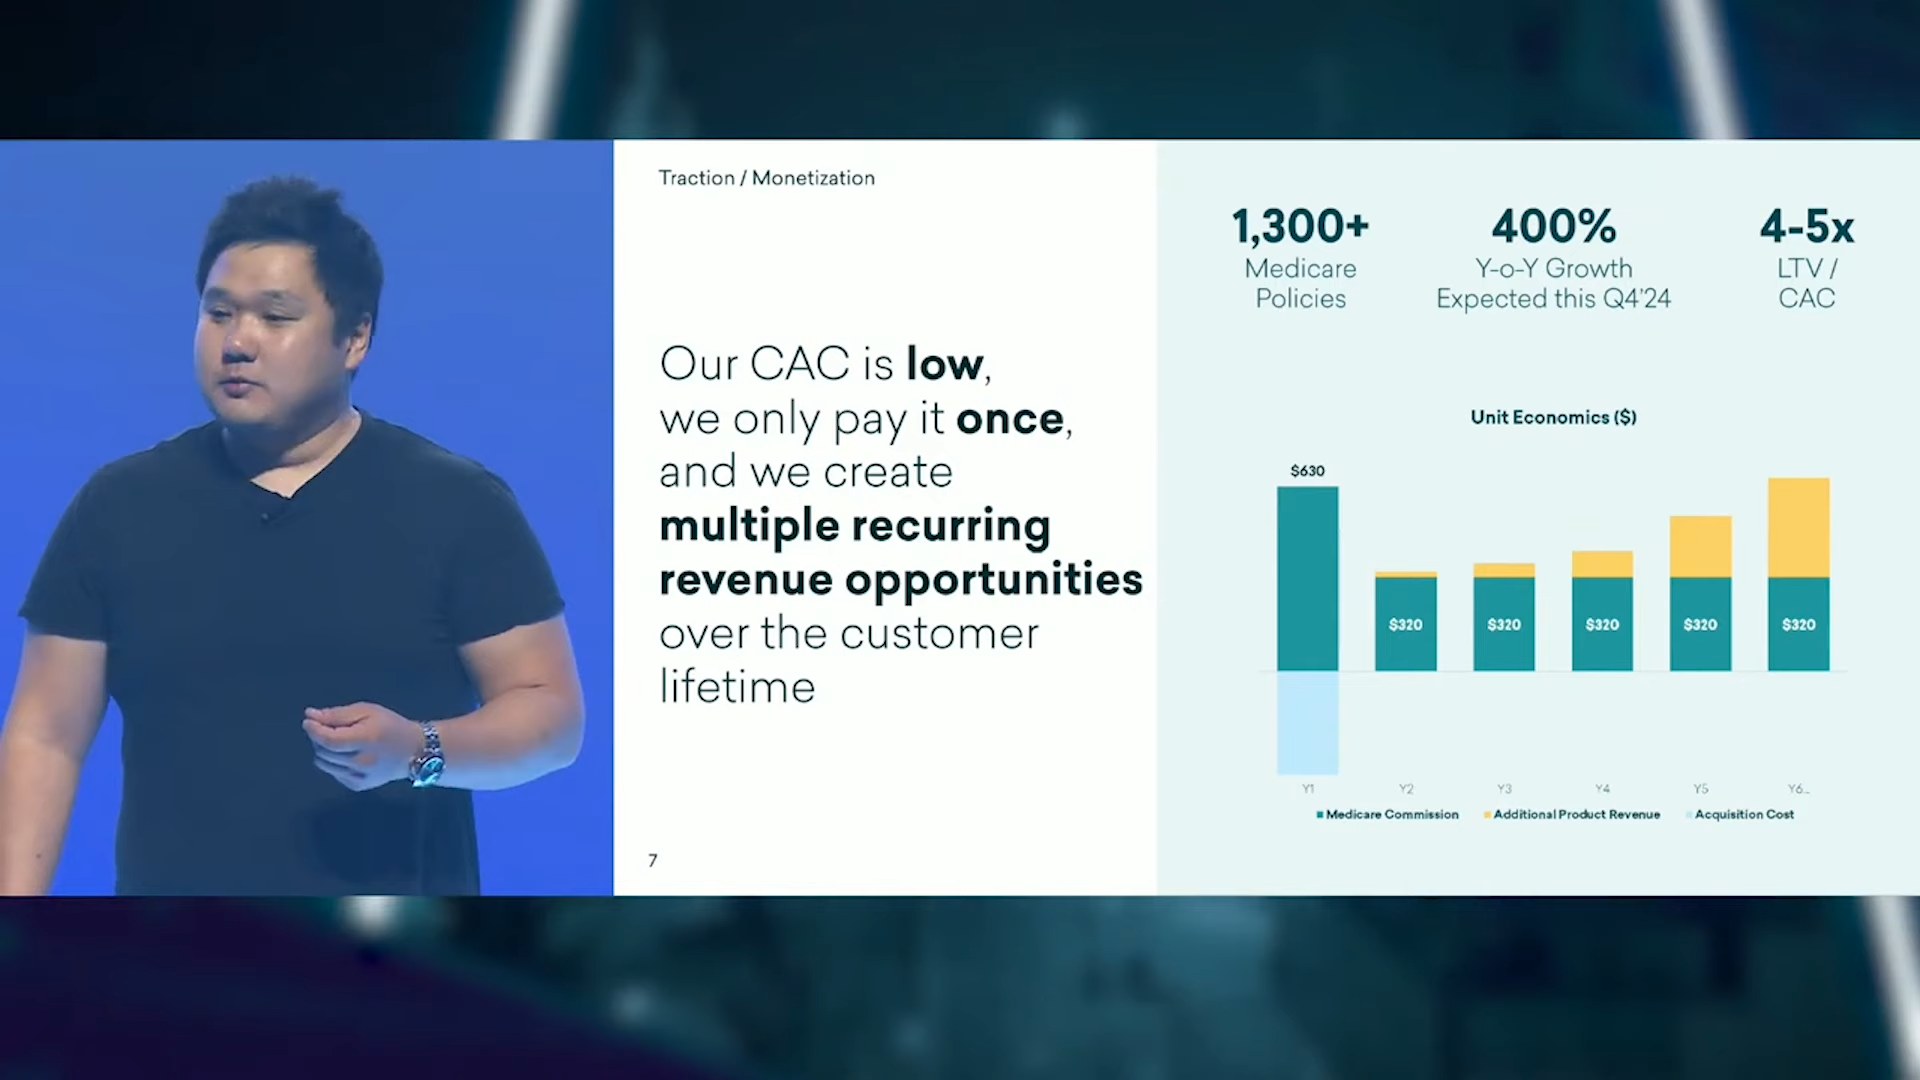 Traction / Monetization
Our CAC is low,
we only pay it once,
and we create
multiple recurring
revenue opportunities
over the customer
lifetime
7
1,300+
Medicare
Policies
400%
Y-o-Y Growth
Expected this Q4'24
4-5x
LTV /
CAC
Unit Economics ($)
$630
$320
$320
$320
$320
$320
Y1
Y2
Y3
Y4
Y5
Y6...
Medicare Commission
Additional Product Revenue
Acquisition Cost